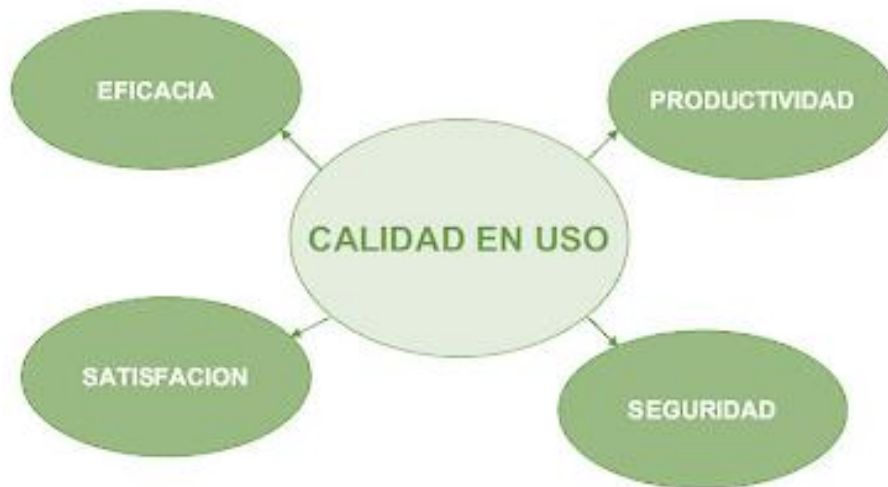 EFICACIA
PRODUCTIVIDAD
CALIDAD EN USO
SATISFACION
SEGURIDAD